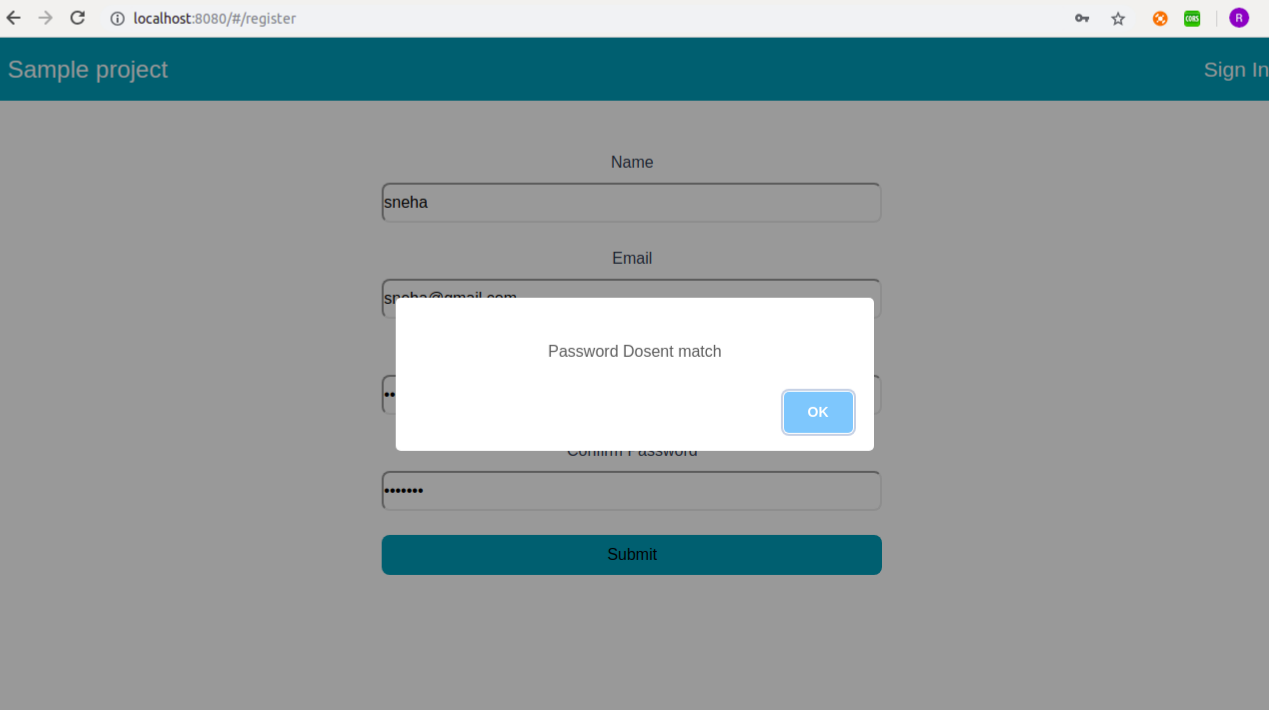 localhost:8080/#/register
CORS
R
Sample project
Sign In
Name
sneha
Email
sneha@gmail.com
Password Dosent match
OK
••
Confirm Password
•••••••
Submit